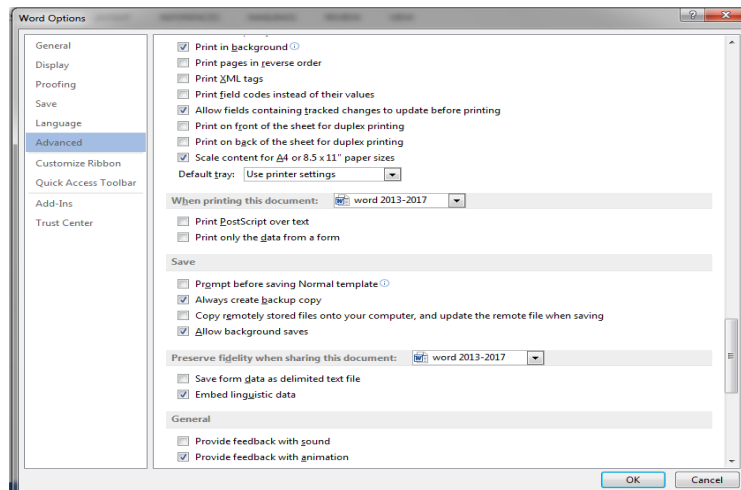 Word Options
REFERENCES MAILINGS REVIEW VIEW
General
Display
Proofing
Save
Language
Advanced
Customize Ribbon
Quick Access Toolbar
Add-Ins
Trust Center
Print in background
Print pages in reverse order
Print XML tags
Print field codes instead of their values
Allow fields containing tracked changes to update before printing
Print on front of the sheet for duplex printing
Print on back of the sheet for duplex printing
Scale content for A4 or 8.5 x 11" paper sizes
Default tray: Use printer settings
When printing this document: word 2013-2017
Print PostScript over text
Print only the data from a form
Save
Prompt before saving Normal template
Always create backup copy
Copy remotely stored files onto your computer, and update the remote file when saving
Allow background saves
Preserve fidelity when sharing this document: word 2013-2017
Save form data as delimited text file
Embed linguistic data
General
Provide feedback with sound
Provide feedback with animation
OK Cancel